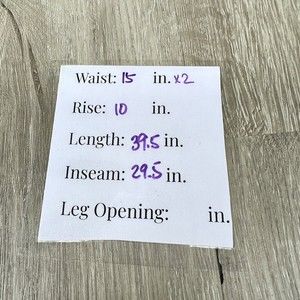 Waist: 15 in. x2
Rise: 10 in.
Length: 39.5 in.
Inseam: 29.5 in.
Leg Opening: in.